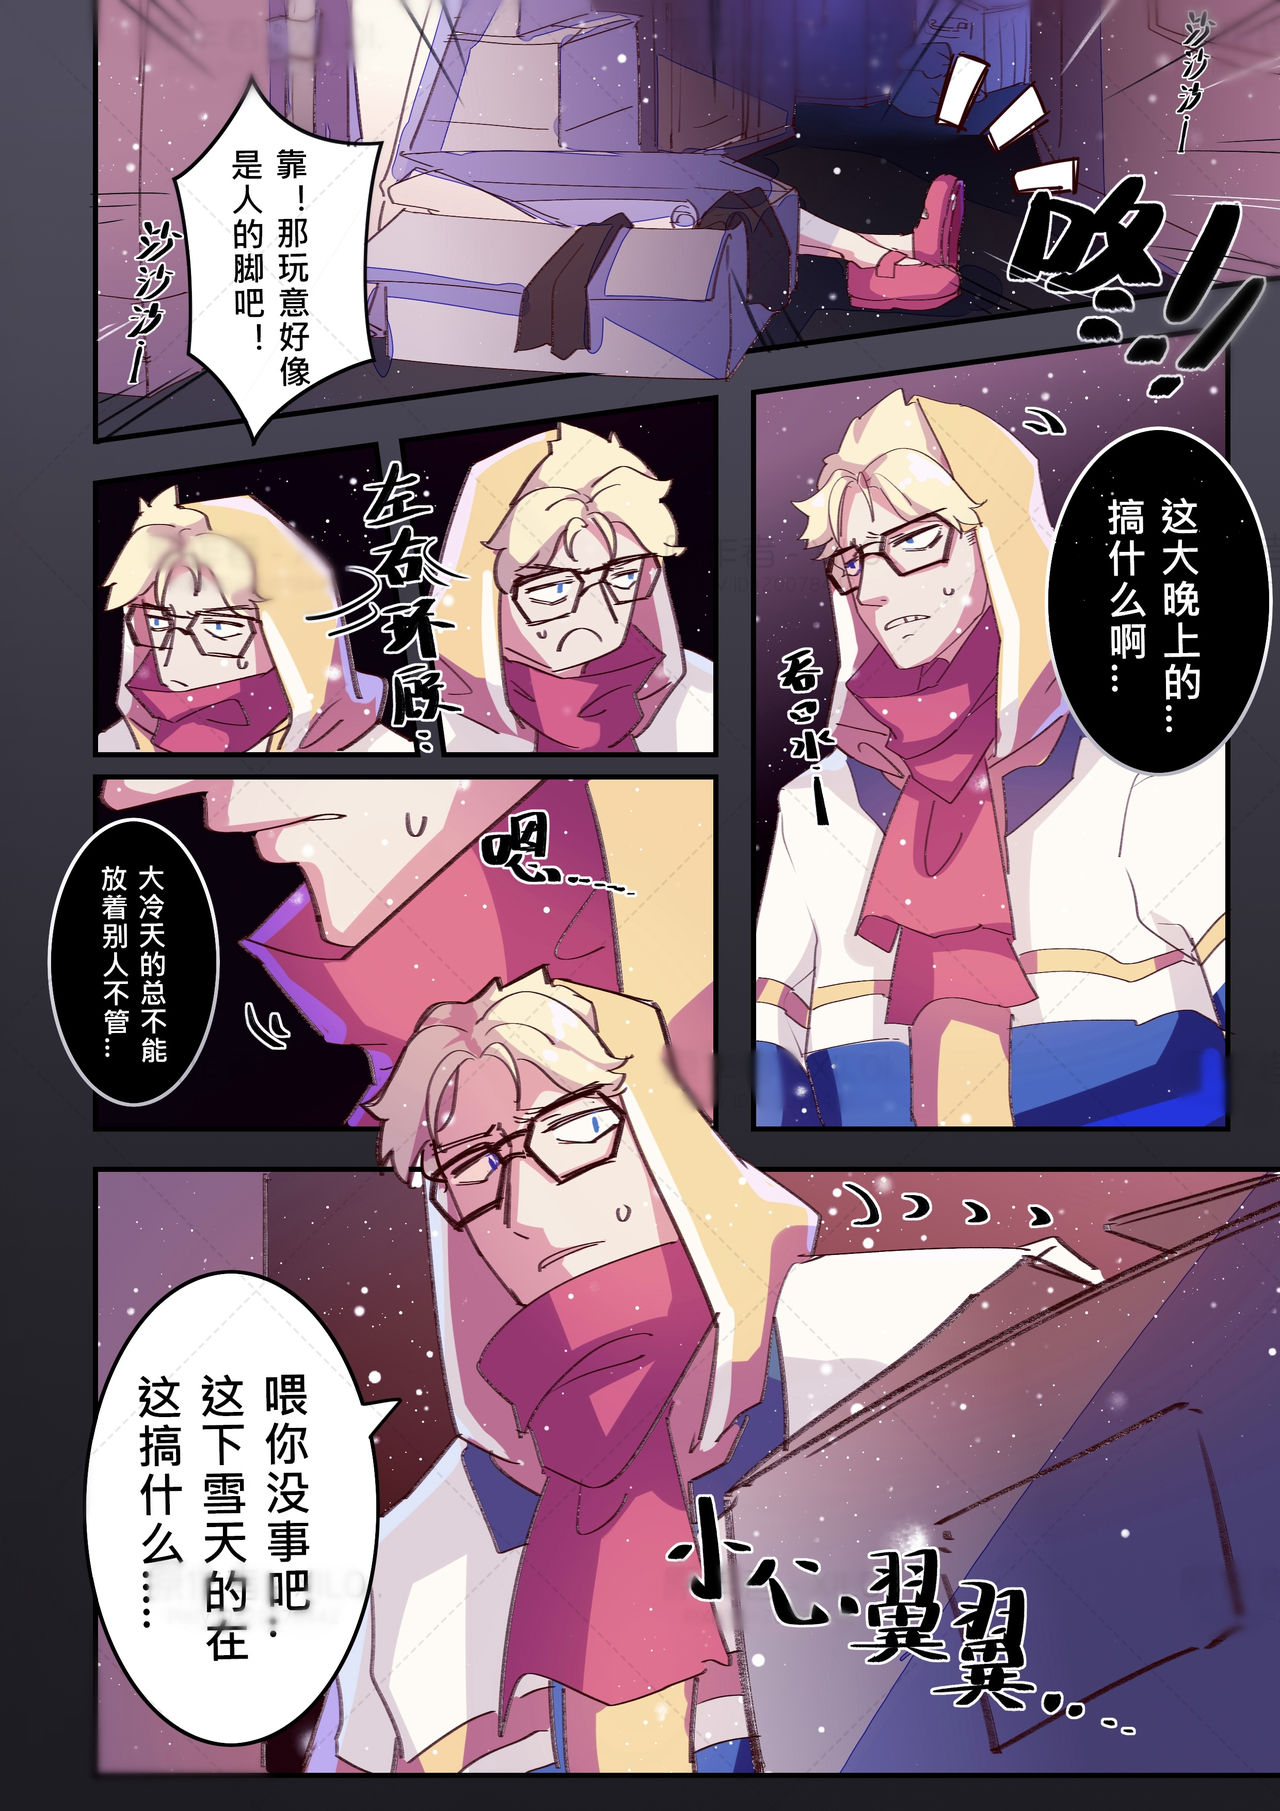 沙沙沙ー
咚!!
靠！那玩意好像
是人的脚吧！
沙沙沙ー
这大晚上的…
搞什么啊…
吞口水ー
左右环顾…
嗯……
大冷天的总不能
放着别人不管…
喂你没事吧…
这下雪天的在
这搞什么……
小心翼翼……